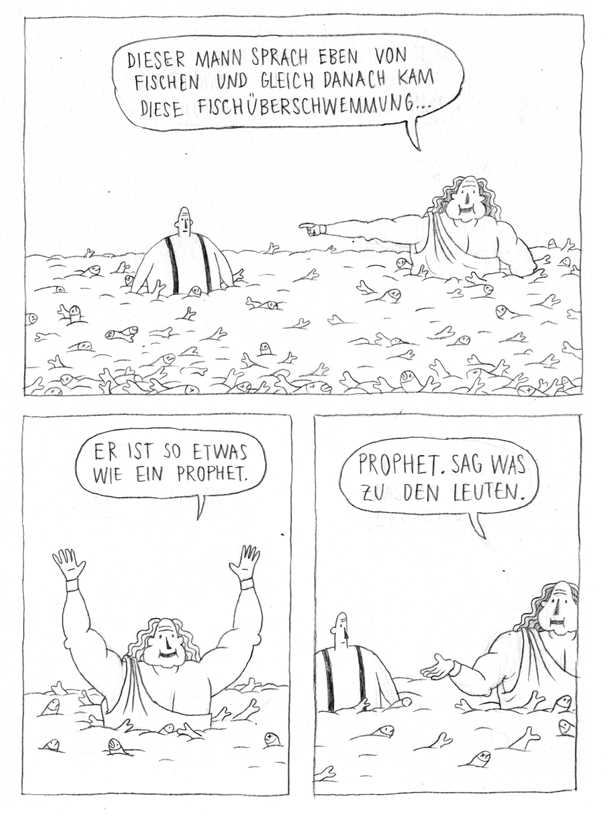 DIESER MANN SPRACH EBEN VON
FISCHEN UND GLEICH DANACH KAM
DIESE FISCHÜBERSCHWEMMUNG...
ER IST SO ETWAS
WIE EIN PROPHET.
PROPHET. SAG WAS
ZU DEN LEUTEN.